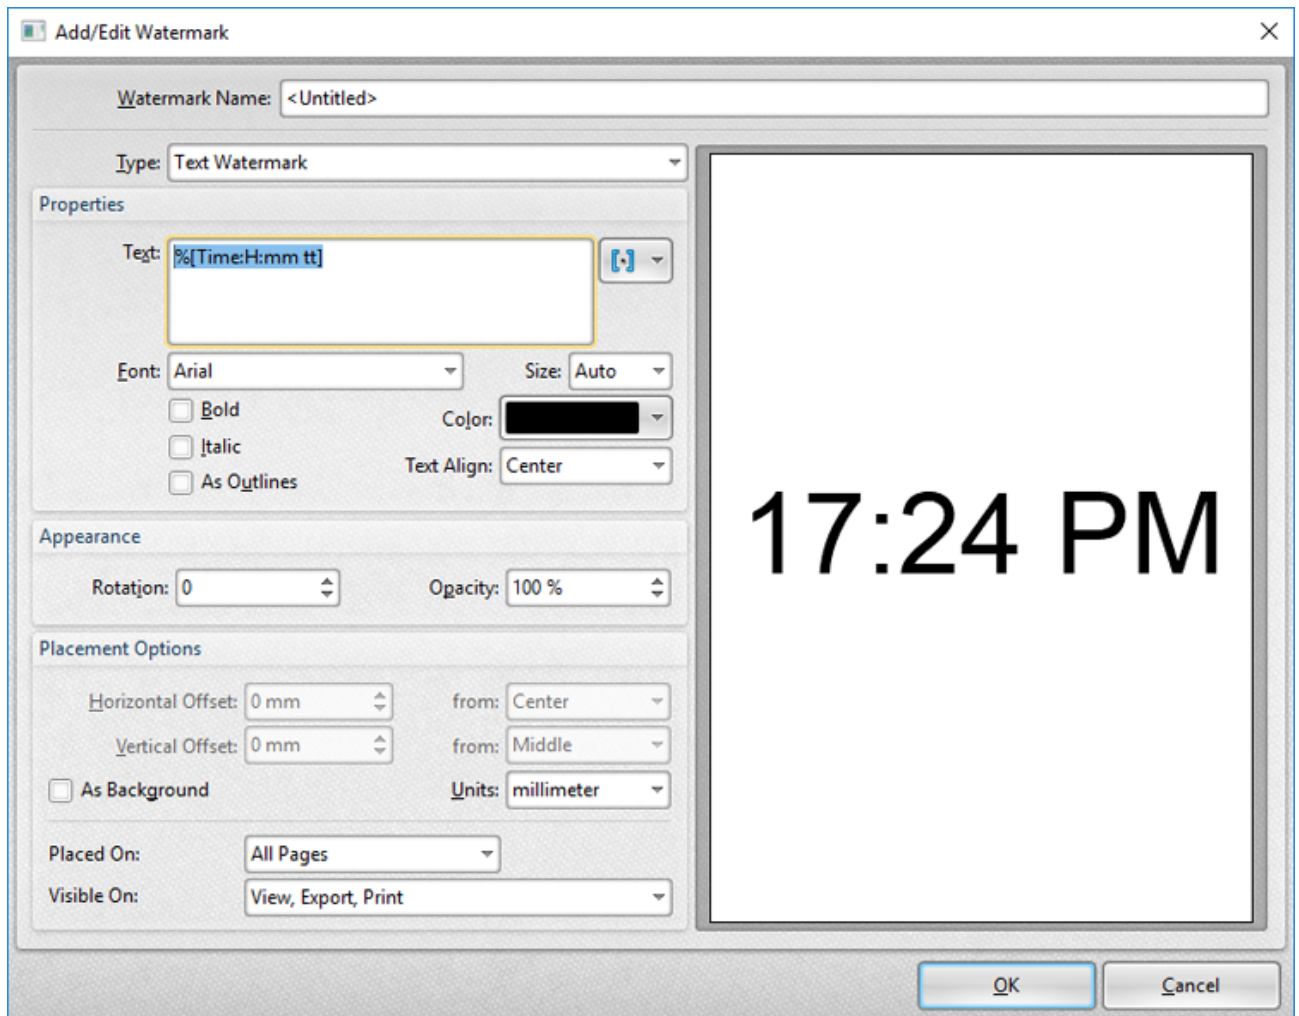 Add/Edit Watermark
Watermark Name: <Untitled>
Type: Text Watermark
Properties
Text: %[Time:H:mm tt]
Font: Arial Size: Auto
Bold
Color:
Italic
Text Align: Center
As Outlines
17:24 PM
Appearance
Rotation: 0 Opacity: 100 %
Placement Options
Horizontal Offset: 0 mm from: Center
Vertical Offset: 0 mm from: Middle
As Background Units: millimeter
Placed On: All Pages
Visible On: View, Export, Print
OK Cancel